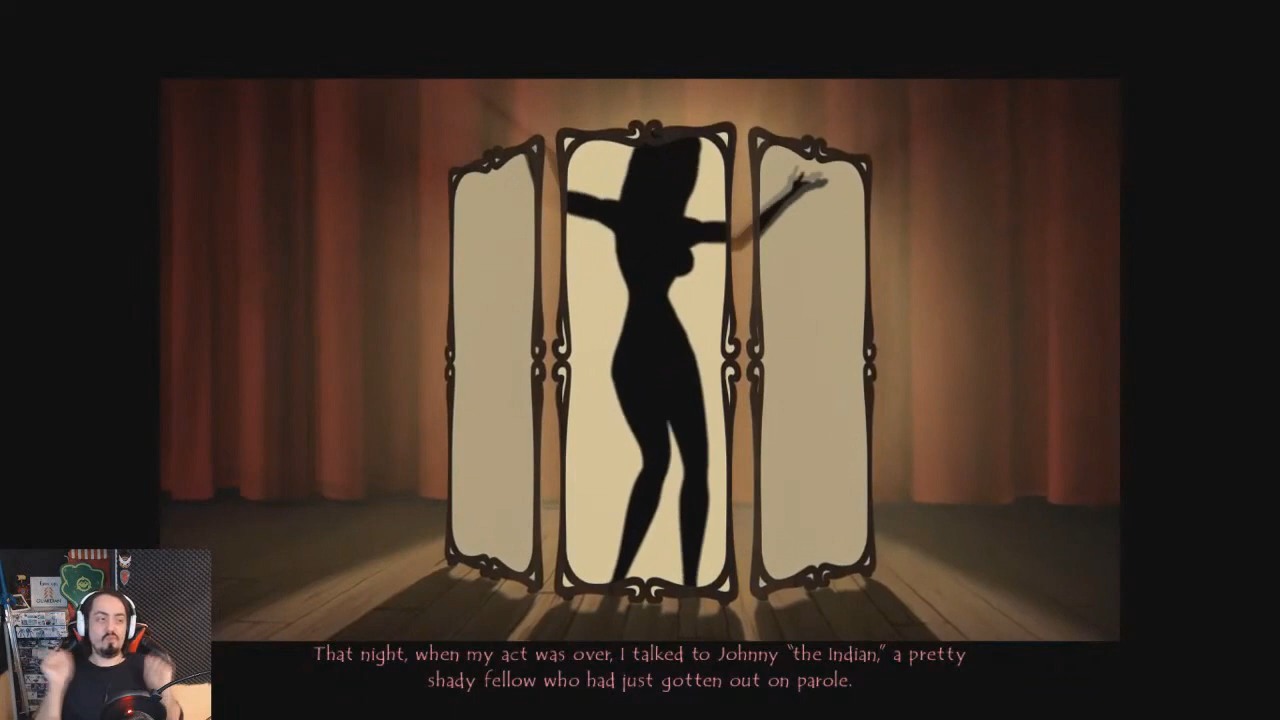 That night, when my act was over, I talked to Johnny "the Indian," a pretty
shady fellow who had just gotten out on parole.